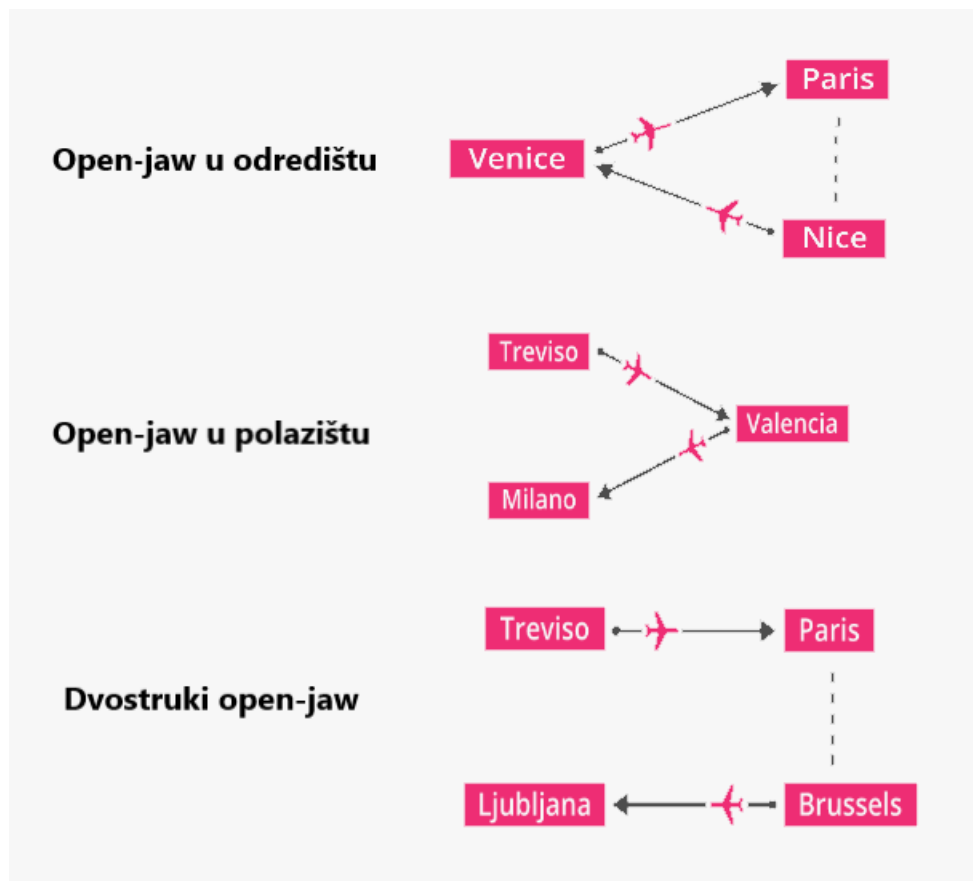 Paris
Open-jaw u odredištu
Venice
Nice
Treviso
Open-jaw u polazištu
Valencia
Milano
Treviso
Paris
Dvostruki open-jaw
Ljubljana
Brussels